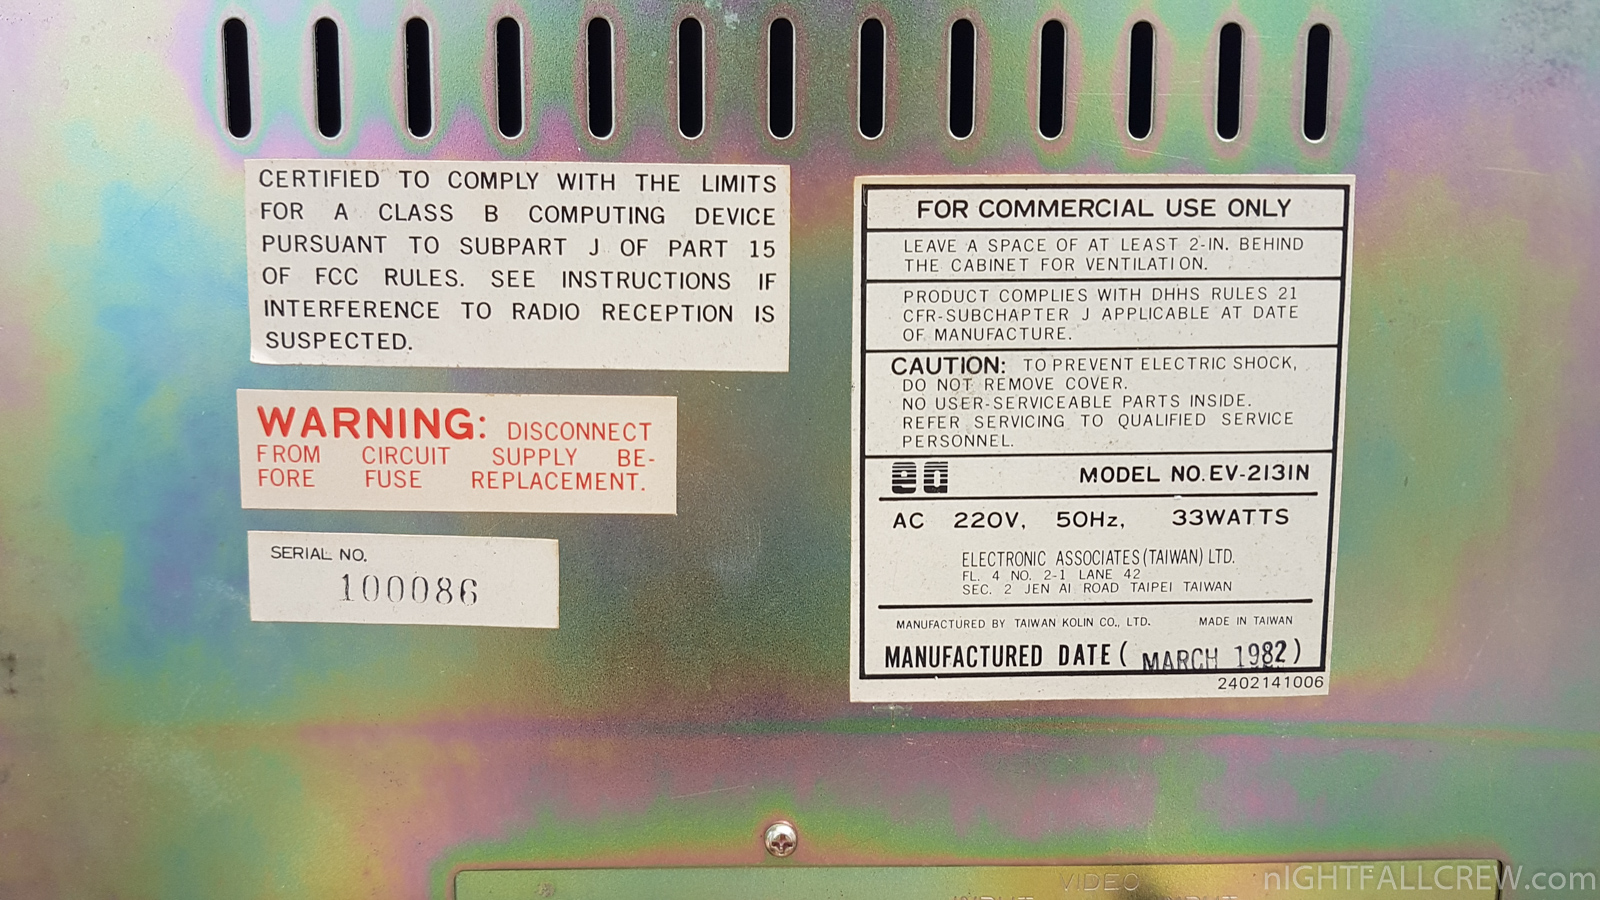 CERTIFIED TO COMPLY WITH THE LIMITS
FOR A CLASS B COMPUTING DEVICE
PURSUANT TO SUBPART J OF PART 15
OF FCC RULES. SEE INSTRUCTIONS IF
INTERFERENCE TO RADIO RECEPTION IS
SUSPECTED.
WARNING: DISCONNECT
FROM CIRCUIT SUPPLY BE-
FORE FUSE REPLACEMENT.
SERIAL NO.
100086
FOR COMMERCIAL USE ONLY
LEAVE A SPACE OF AT LEAST 2-IN. BEHIND
THE CABINET FOR VENTILATION.
PRODUCT COMPLIES WITH DHHS RULES 21
CFR-SUBCHAPTER J APPLICABLE AT DATE
OF MANUFACTURE.
CAUTION: TO PREVENT ELECTRIC SHOCK,
DO NOT REMOVE COVER.
NO USER-SERVICEABLE PARTS INSIDE.
REFER SERVICING TO QUALIFIED SERVICE
PERSONNEL.
ea MODEL NO. EV-2131N
AC 220V, 50Hz, 33WATTS
ELECTRONIC ASSOCIATES (TAIWAN) LTD.
FL. 4 NO. 2-1 LANE 42
SEC. 2 JEN AI ROAD TAIPEI TAIWAN
MANUFACTURED BY TAIWAN KOLIN CO., LTD. MADE IN TAIWAN
MANUFACTURED DATE ( MARCH 1982 )
2402141006
VIDEO
nIGHTFALLCREW.com